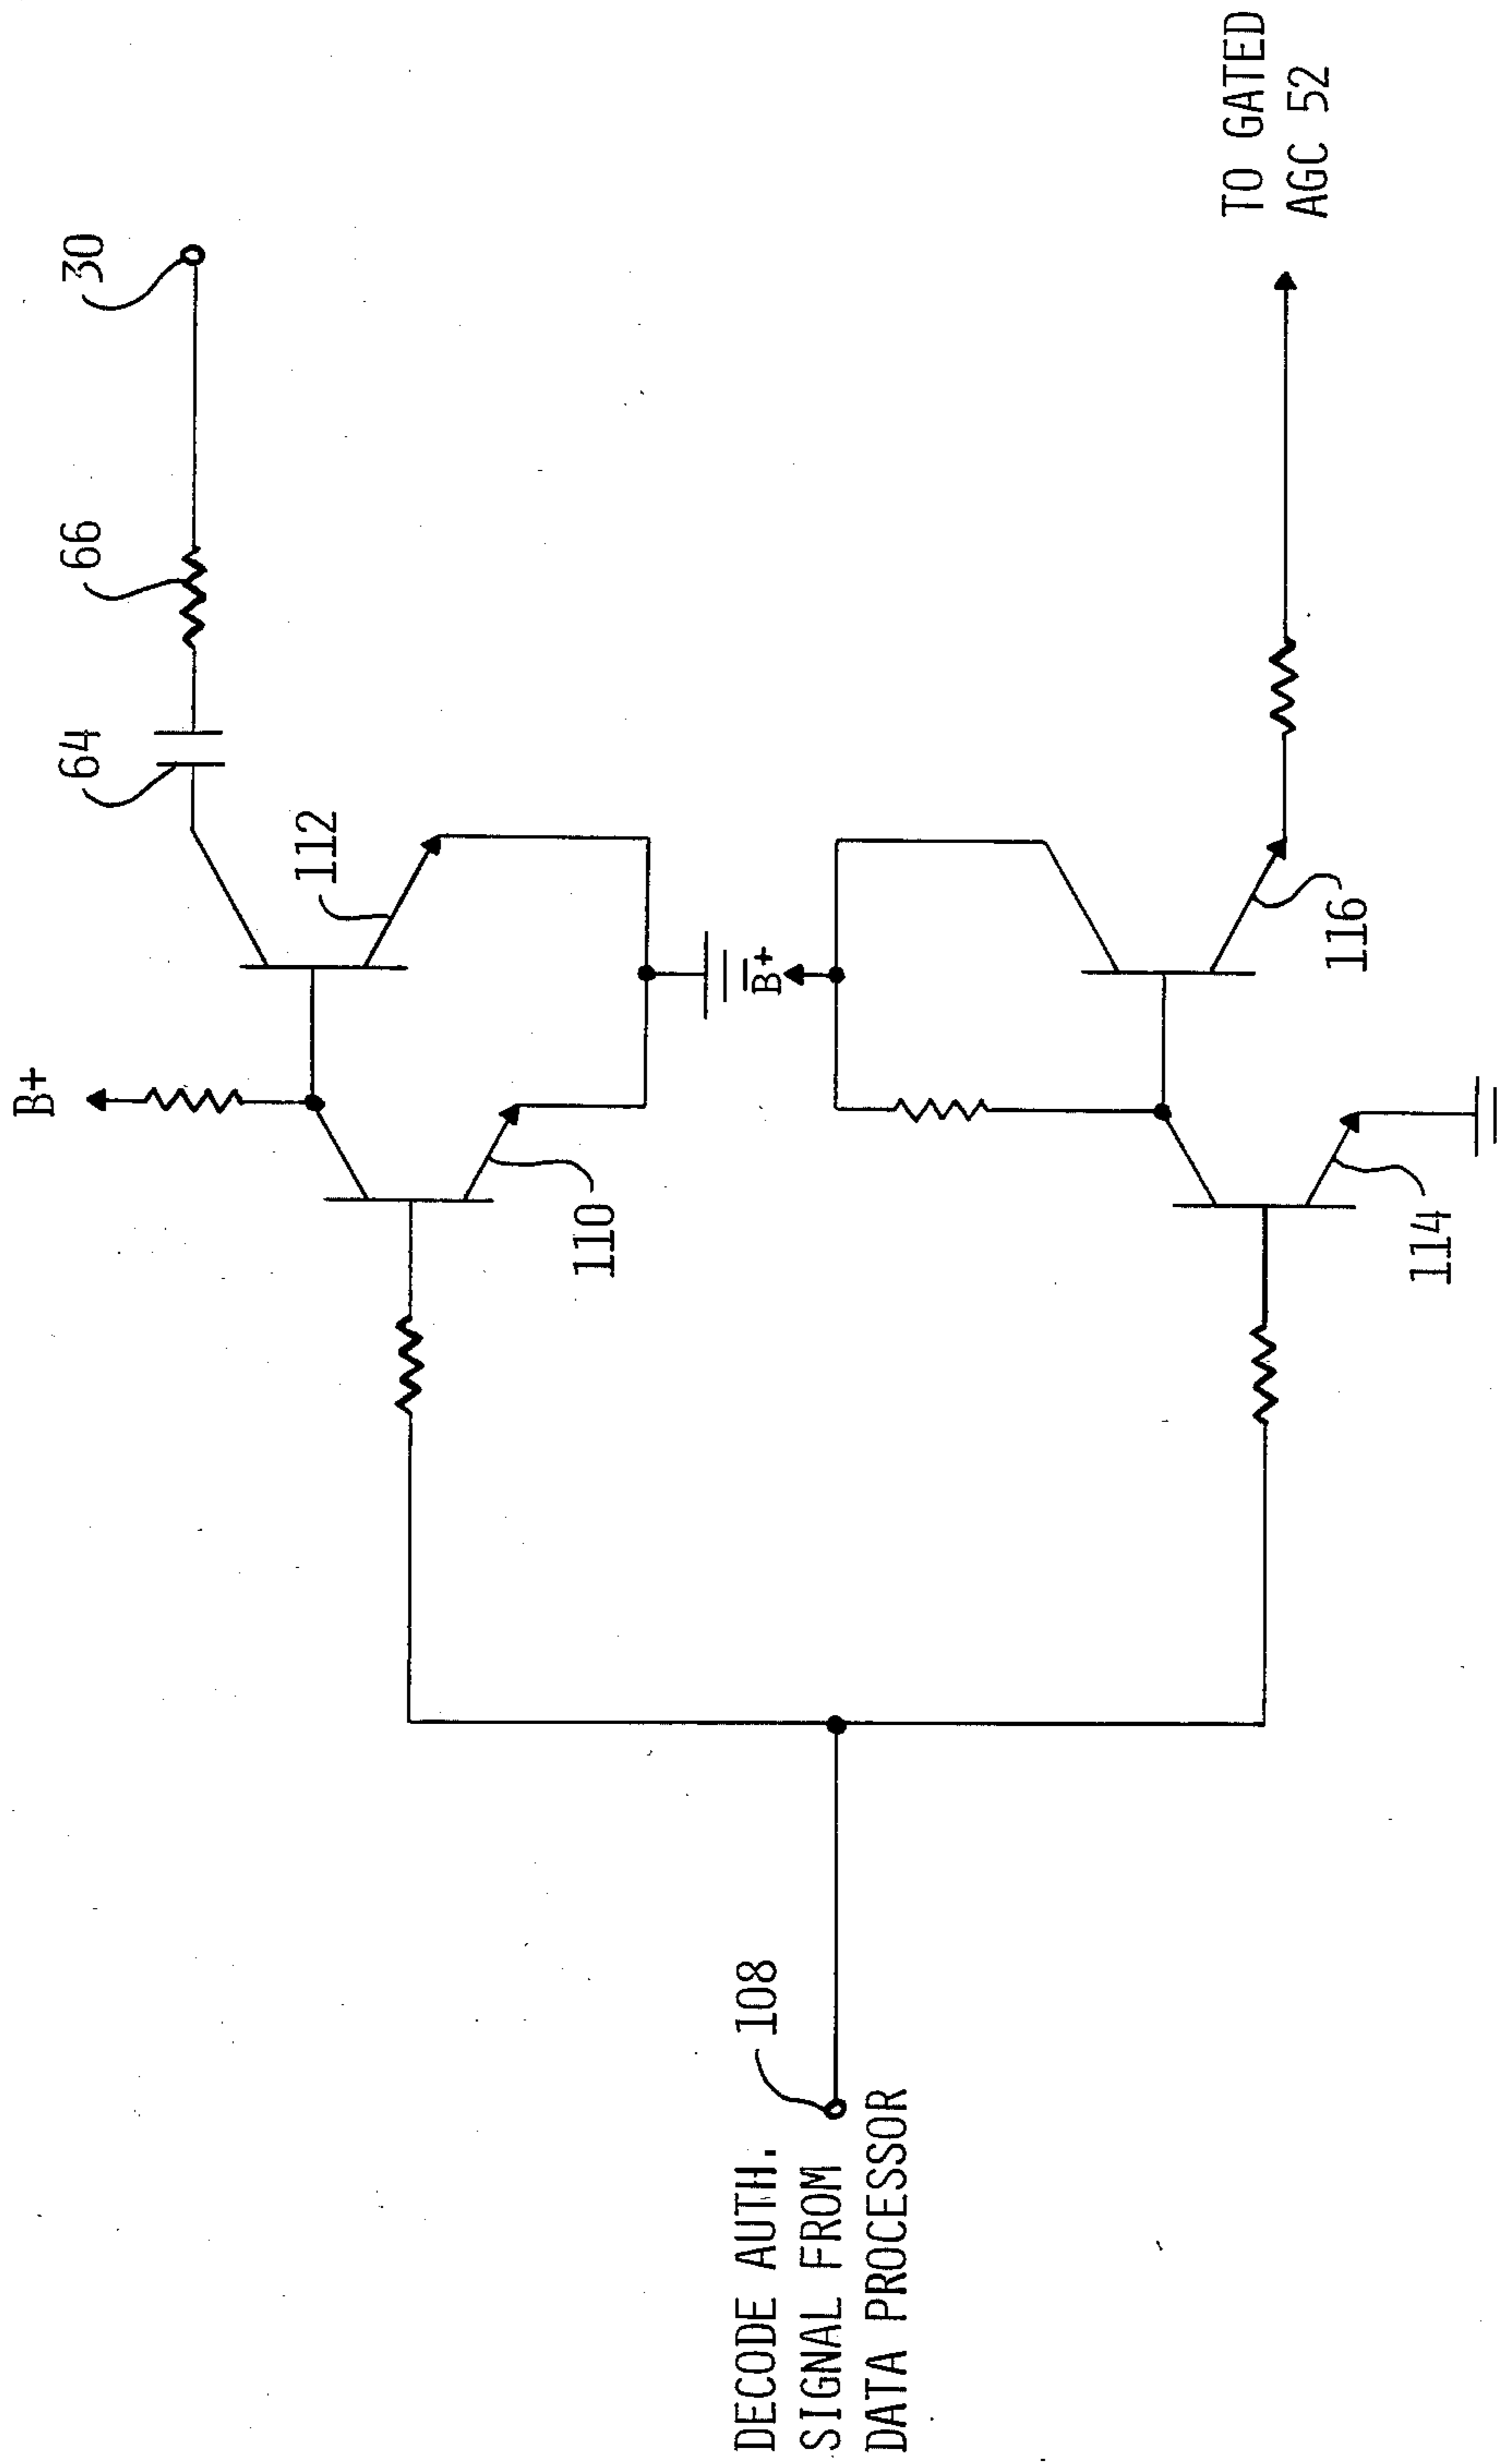 30
66
64
112
B+
110
B+
TO GATED
AGC 52
116
114
108
DECODE AUTH.
SIGNAL FROM
DATA PROCESSOR